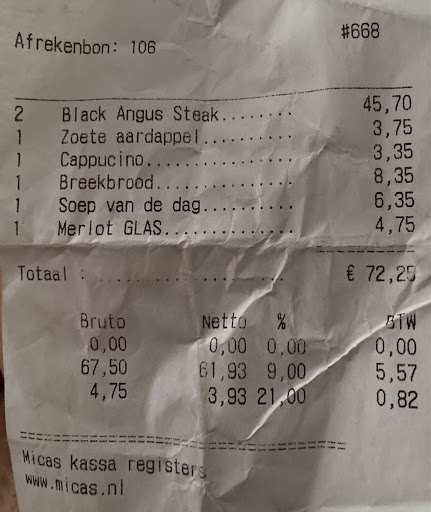 #668
Afrekenbon: 106
2 Black Angus Steak........ 45,70
1 Zoete aardappel.......... 3,75
1 Cappucino................ 3,35
1 Breekbrood............... 8,35
1 Soep van de dag.......... 6,35
1 Merlot GLAS.............. 4,75
Totaal : .................... € 72,25
Bruto Netto % BTW
0,00 0,00 0,00 0,00
67,50 61,93 9,00 5,57
4,75 3,93 21,00 0,82
Micas kassa registers
www.micas.nl